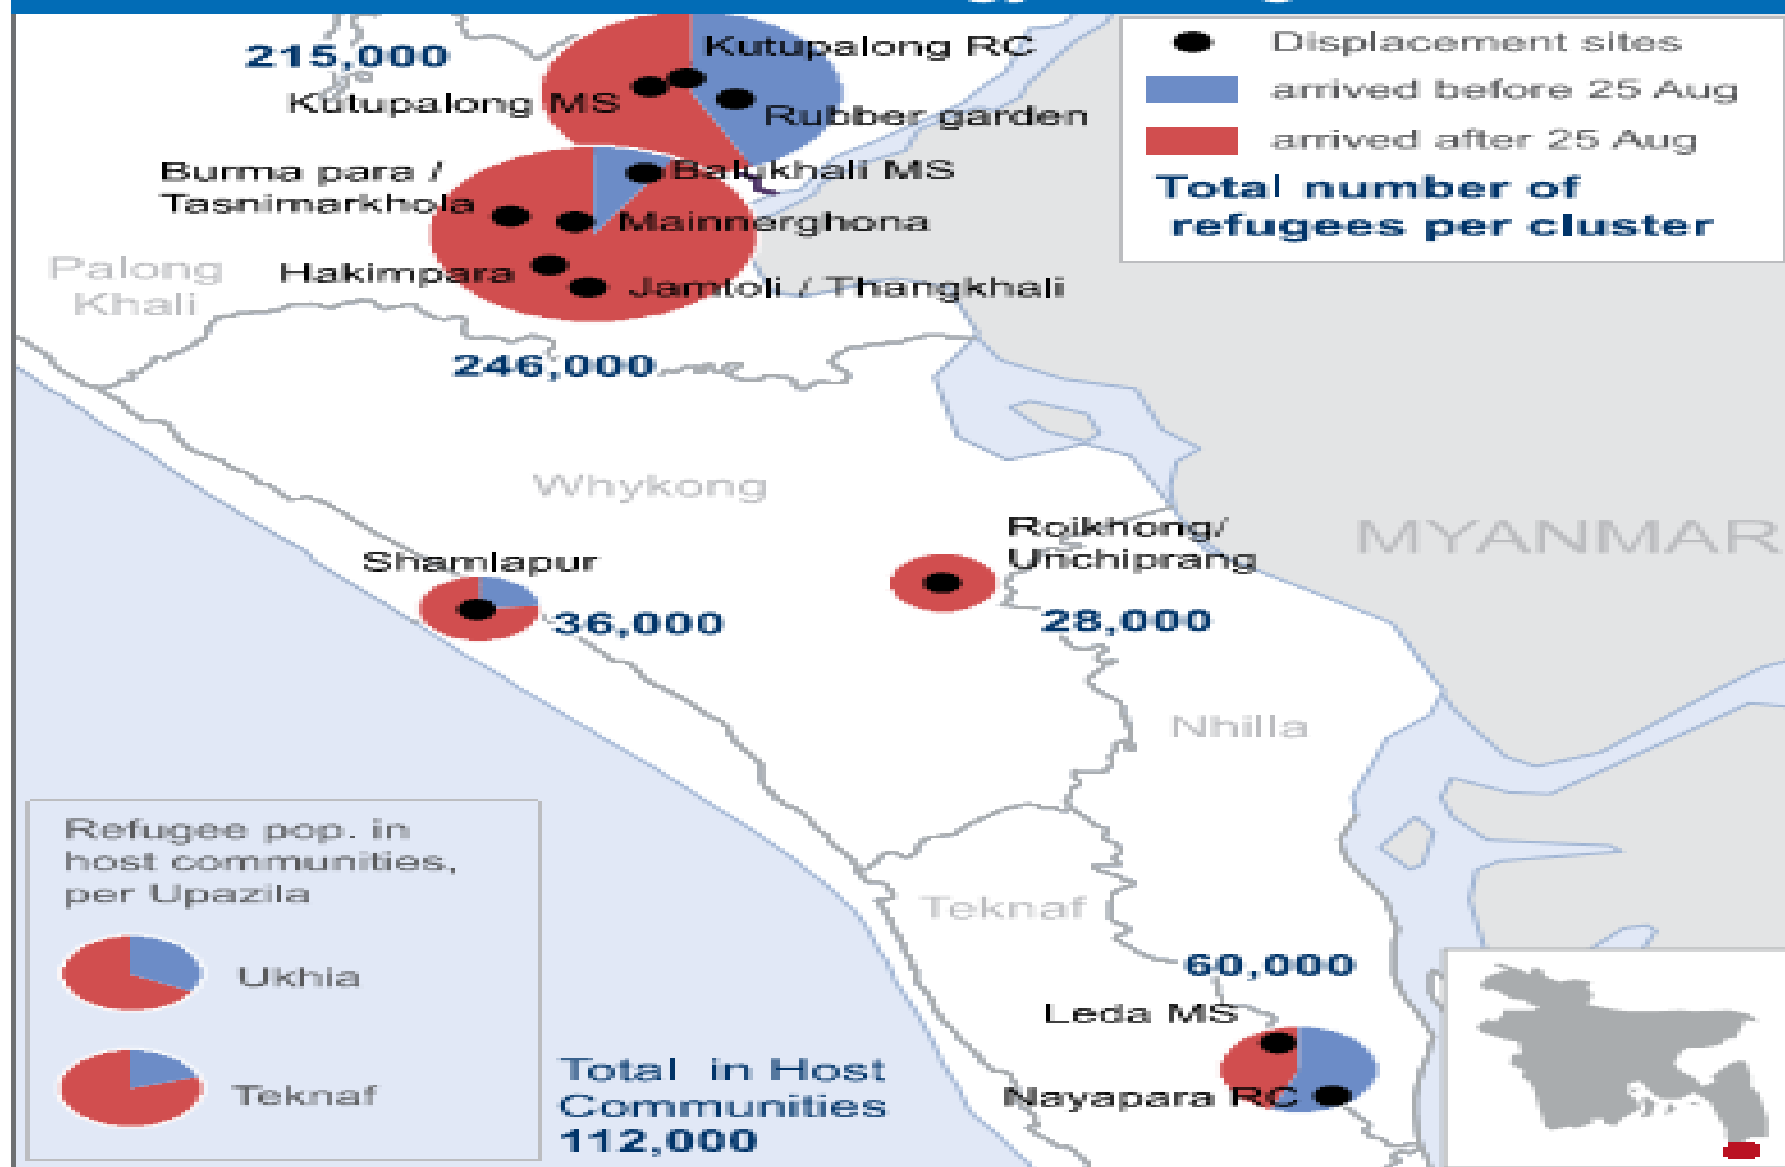 215,000
Kutupalong RC
Kutupalong MS
Rubber garden
Burma para /
Tasnimarkhola
Balukhali MS
Mainnerghona
Hakimpara
Jamtoli / Thangkhali
Palong
Khali
246,000
Displacement sites
arrived before 25 Aug
arrived after 25 Aug
Total number of
refugees per cluster
Whykong
Shamlapur
36,000
Roikhong/
Unchiprang
28,000
MYANMAR
Nhilla
Teknaf
60,000
Leda MS
Nayapara RC
Refugee pop. in
host communities,
per Upazila
Ukhia
Teknaf
Total in Host
Communities
112,000